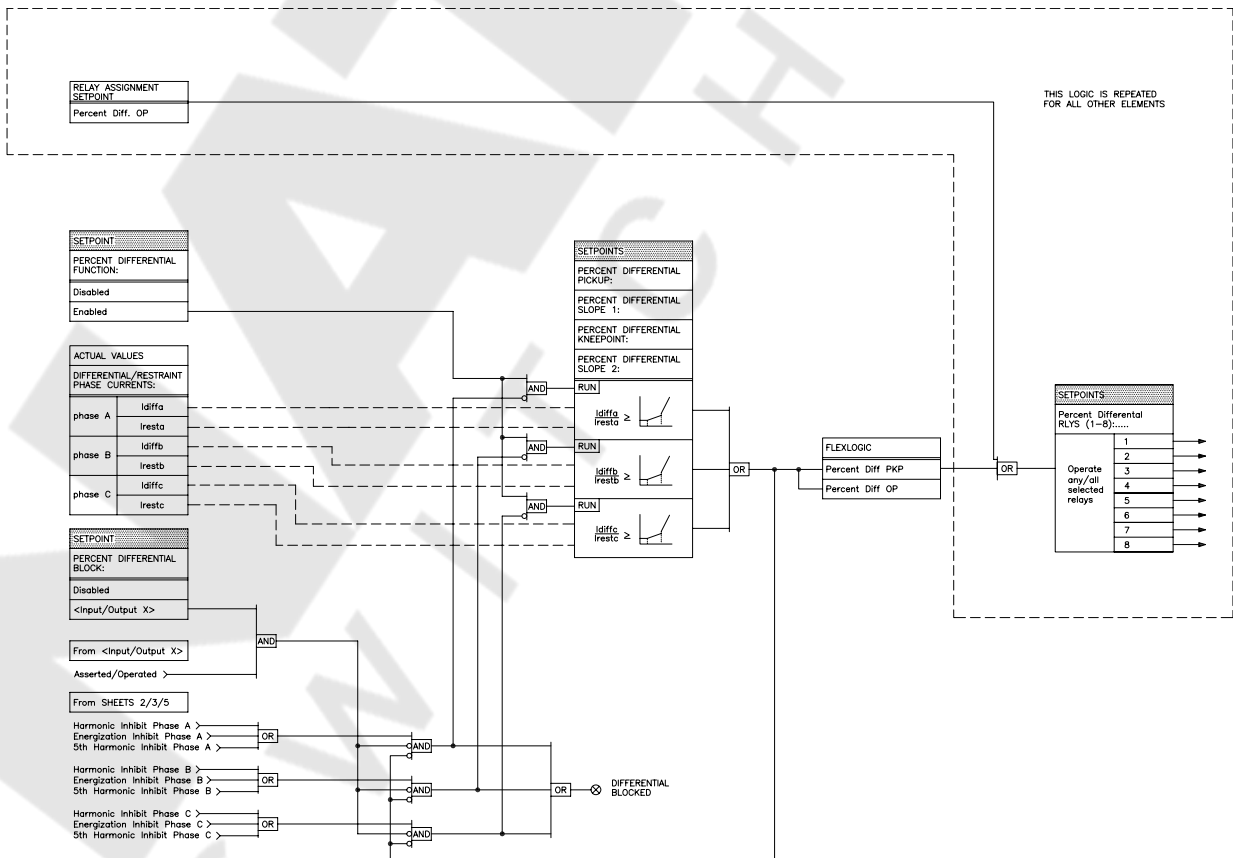 RELAY ASSIGNMENT
SETPOINT
Percent Diff. OP
THIS LOGIC IS REPEATED
FOR ALL OTHER ELEMENTS
SETPOINT
PERCENT DIFFERENTIAL
FUNCTION:
Disabled
Enabled
ACTUAL VALUES
DIFFERENTIAL/RESTRAINT
PHASE CURRENTS:
phase A
Idiffa
Iresta
phase B
Idiffb
Irestb
phase C
Idiffc
Irestc
SETPOINT
PERCENT DIFFERENTIAL
BLOCK:
Disabled
<Input/Output X>
From <Input/Output X>
Asserted/Operated
AND
From SHEETS 2/3/5
Harmonic Inhibit Phase A
Energization Inhibit Phase A
5th Harmonic Inhibit Phase A
OR
AND
Harmonic Inhibit Phase B
Energization Inhibit Phase B
5th Harmonic Inhibit Phase B
OR
AND
Harmonic Inhibit Phase C
Energization Inhibit Phase C
5th Harmonic Inhibit Phase C
OR
AND
OR
DIFFERENTIAL
BLOCKED
AND
AND
AND
SETPOINTS
PERCENT DIFFERENTIAL
PICKUP:
PERCENT DIFFERENTIAL
SLOPE 1:
PERCENT DIFFERENTIAL
KNEEPOINT:
PERCENT DIFFERENTIAL
SLOPE 2:
RUN
Idiffa
Iresta ≥
RUN
Idiffb
Irestb ≥
RUN
Idiffc
Irestc ≥
OR
FLEXLOGIC
Percent Diff PKP
Percent Diff OP
OR
SETPOINTS
Percent Differental
RLYS (1-8):.....
Operate
any/all
selected
relays
1
2
3
4
5
6
7
8
SWITCH